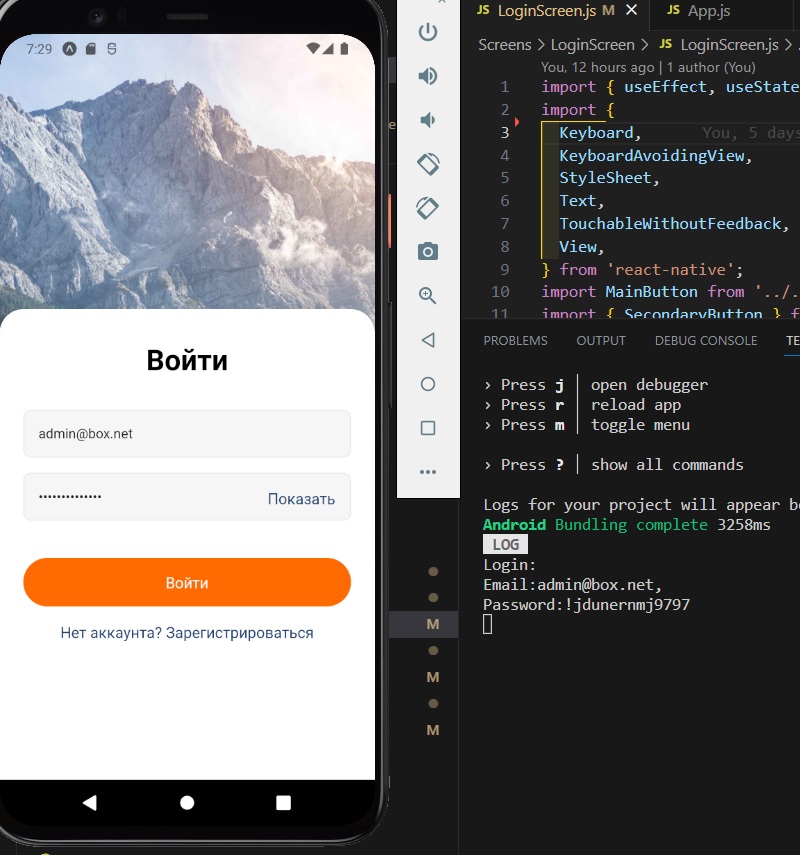 7:29
Войти
admin@box.net
••••••••••••••
Показать
Войти
Нет аккаунта? Зарегистрироваться
JS LoginScreen.js M
JS App.js
Screens > LoginScreen > JS LoginScreen.js >
You, 12 hours ago | 1 author (You)
1 import { useEffect, useState
2 import {
3 Keyboard, You, 5 days
4 KeyboardAvoidingView,
5 StyleSheet,
6 Text,
7 TouchableWithoutFeedback,
8 View,
9 } from 'react-native';
10 import MainButton from '../.
11 import { SecondaryButton } f
PROBLEMS OUTPUT DEBUG CONSOLE TE
› Press j │ open debugger
› Press r │ reload app
› Press m │ toggle menu
› Press ? │ show all commands
Logs for your project will appear be
Android Bundling complete 3258ms
LOG
Login:
Email:admin@box.net,
Password:!jdunernmj9797
M
M
M